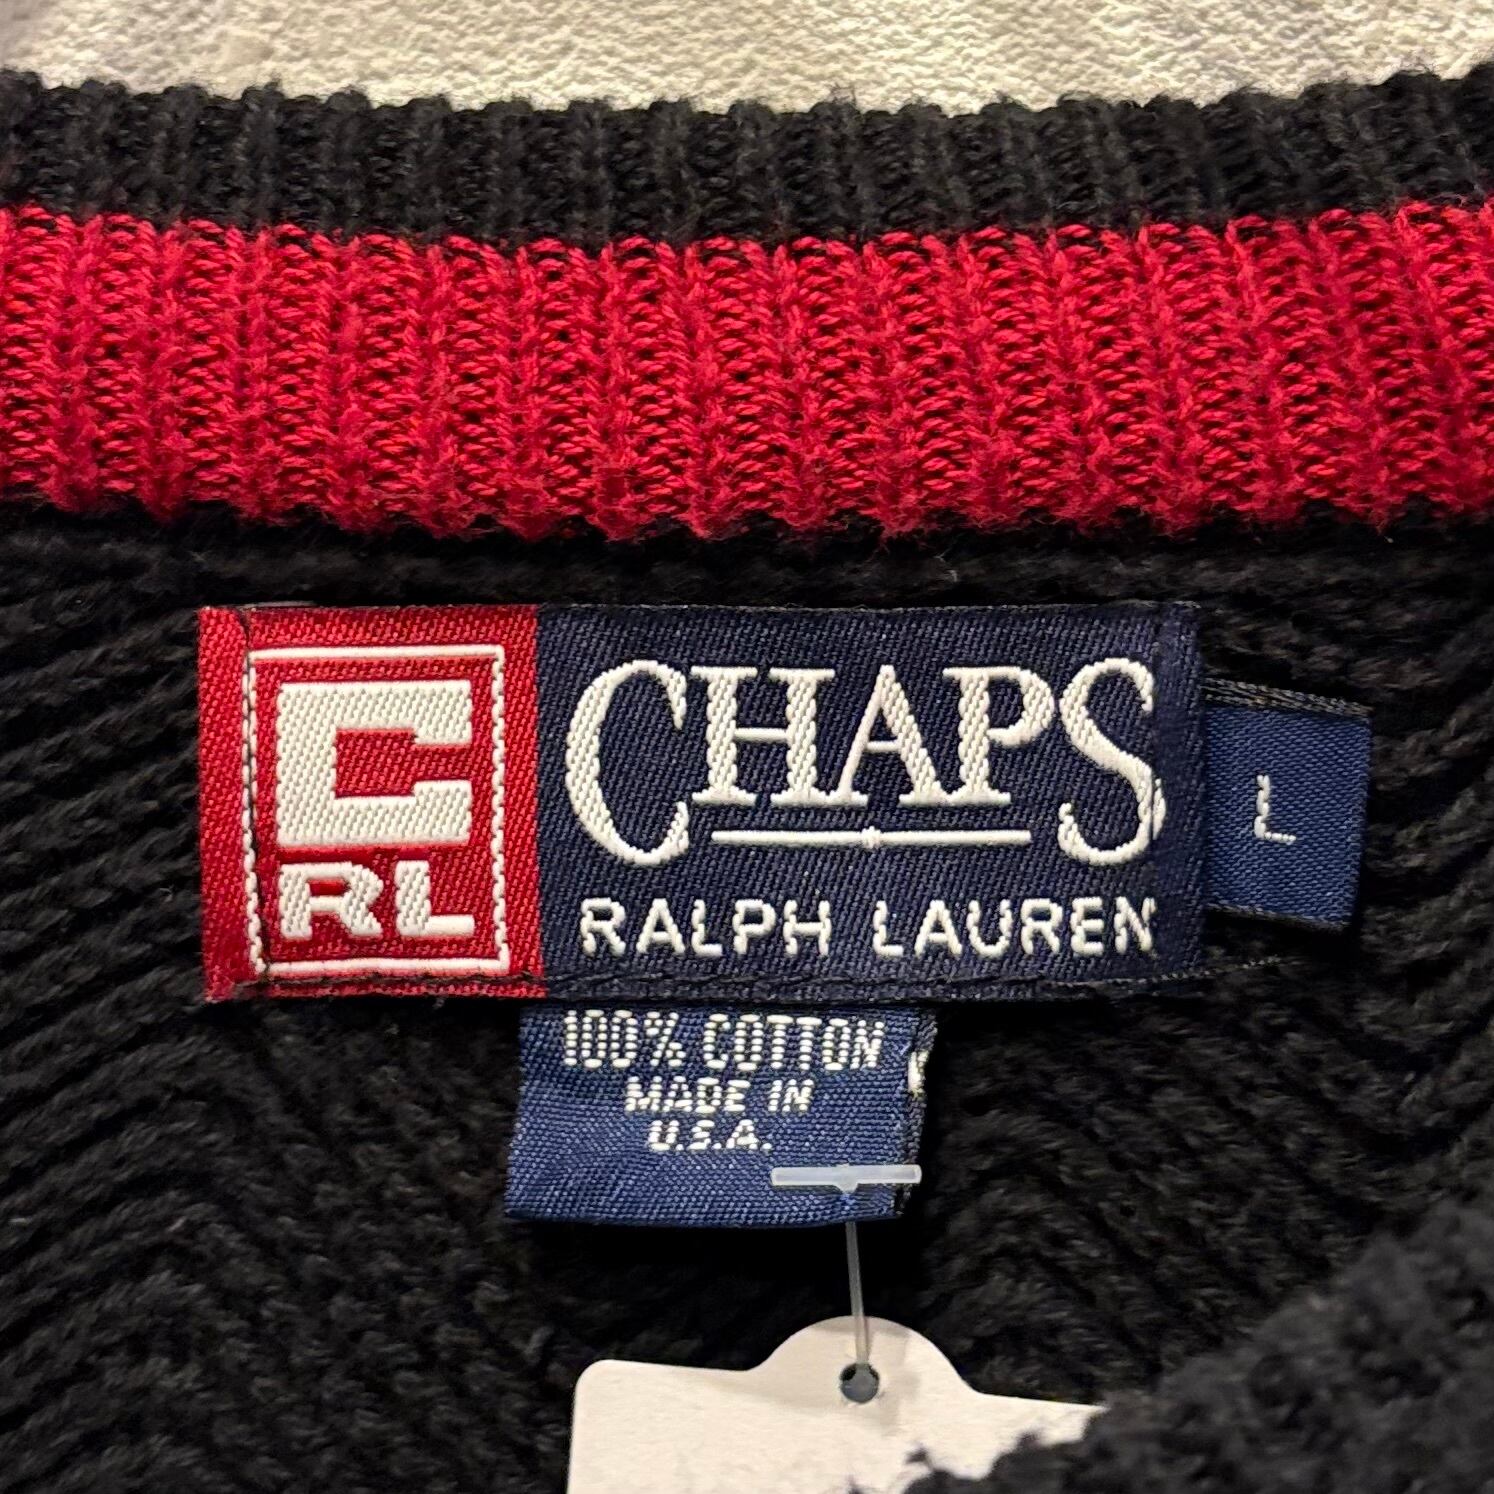 C
RL
CHAPS
RALPH LAUREN
L
100% COTTON
MADE IN
U.S.A.